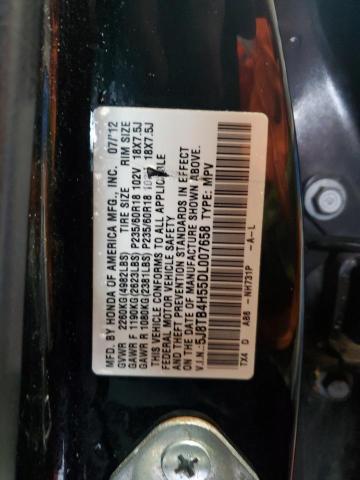 MFD. BY HONDA OF AMERICA MFG., INC. 07/12
TIRE SIZE RIM SIZE
GVWR 2260KG(4982LBS)
GAWR F 1190KG(2623LBS) P235/60R18 102V 18X7.5J
GAWR R 1080KG(2381LBS) P235/60R18 18X7.5J
THIS VEHICLE CONFORMS TO ALL APPLICABLE
FEDERAL MOTOR VEHICLE SAFETY
AND THEFT PREVENTION STANDARDS IN EFFECT
ON THE DATE OF MANUFACTURE SHOWN ABOVE.
V.I.N.: 5J8TB4H55DL007658 TYPE: MPV
TX4 D A86 -NH731P -A-L